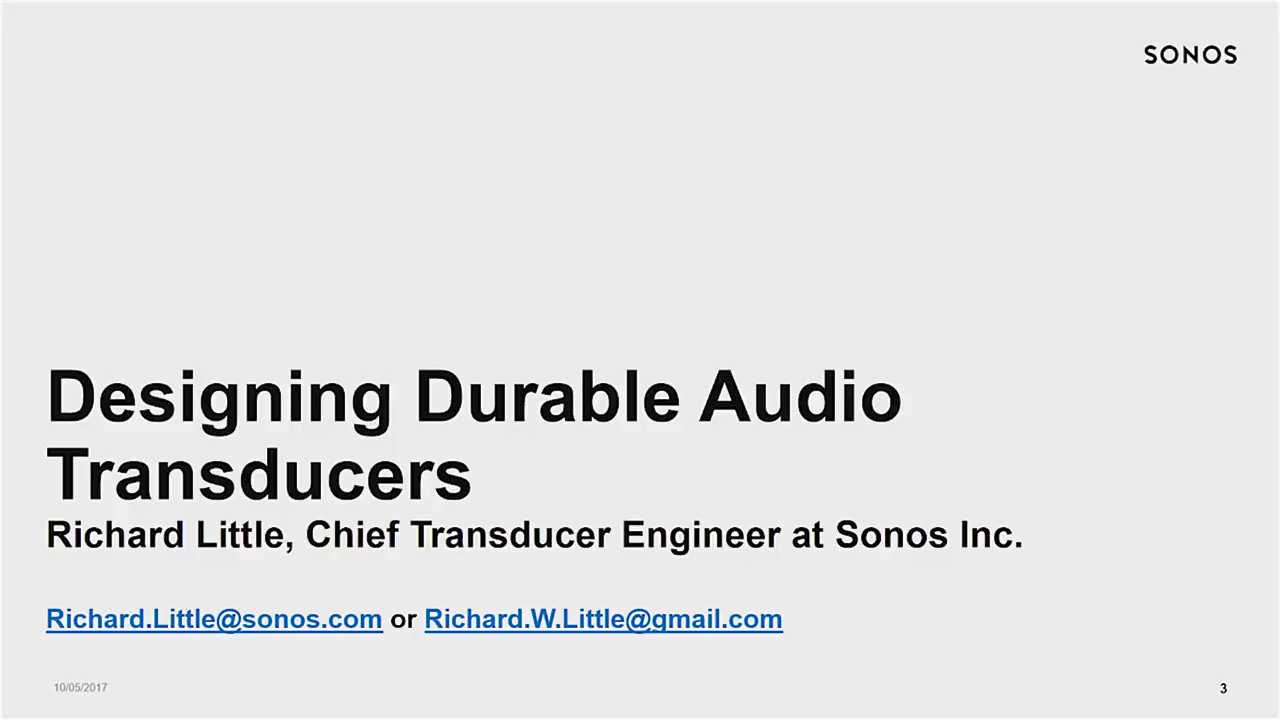 SONOS
Designing Durable Audio
Transducers
Richard Little, Chief Transducer Engineer at Sonos Inc.
Richard.Little@sonos.com or Richard.W.Little@gmail.com
10/05/2017
3